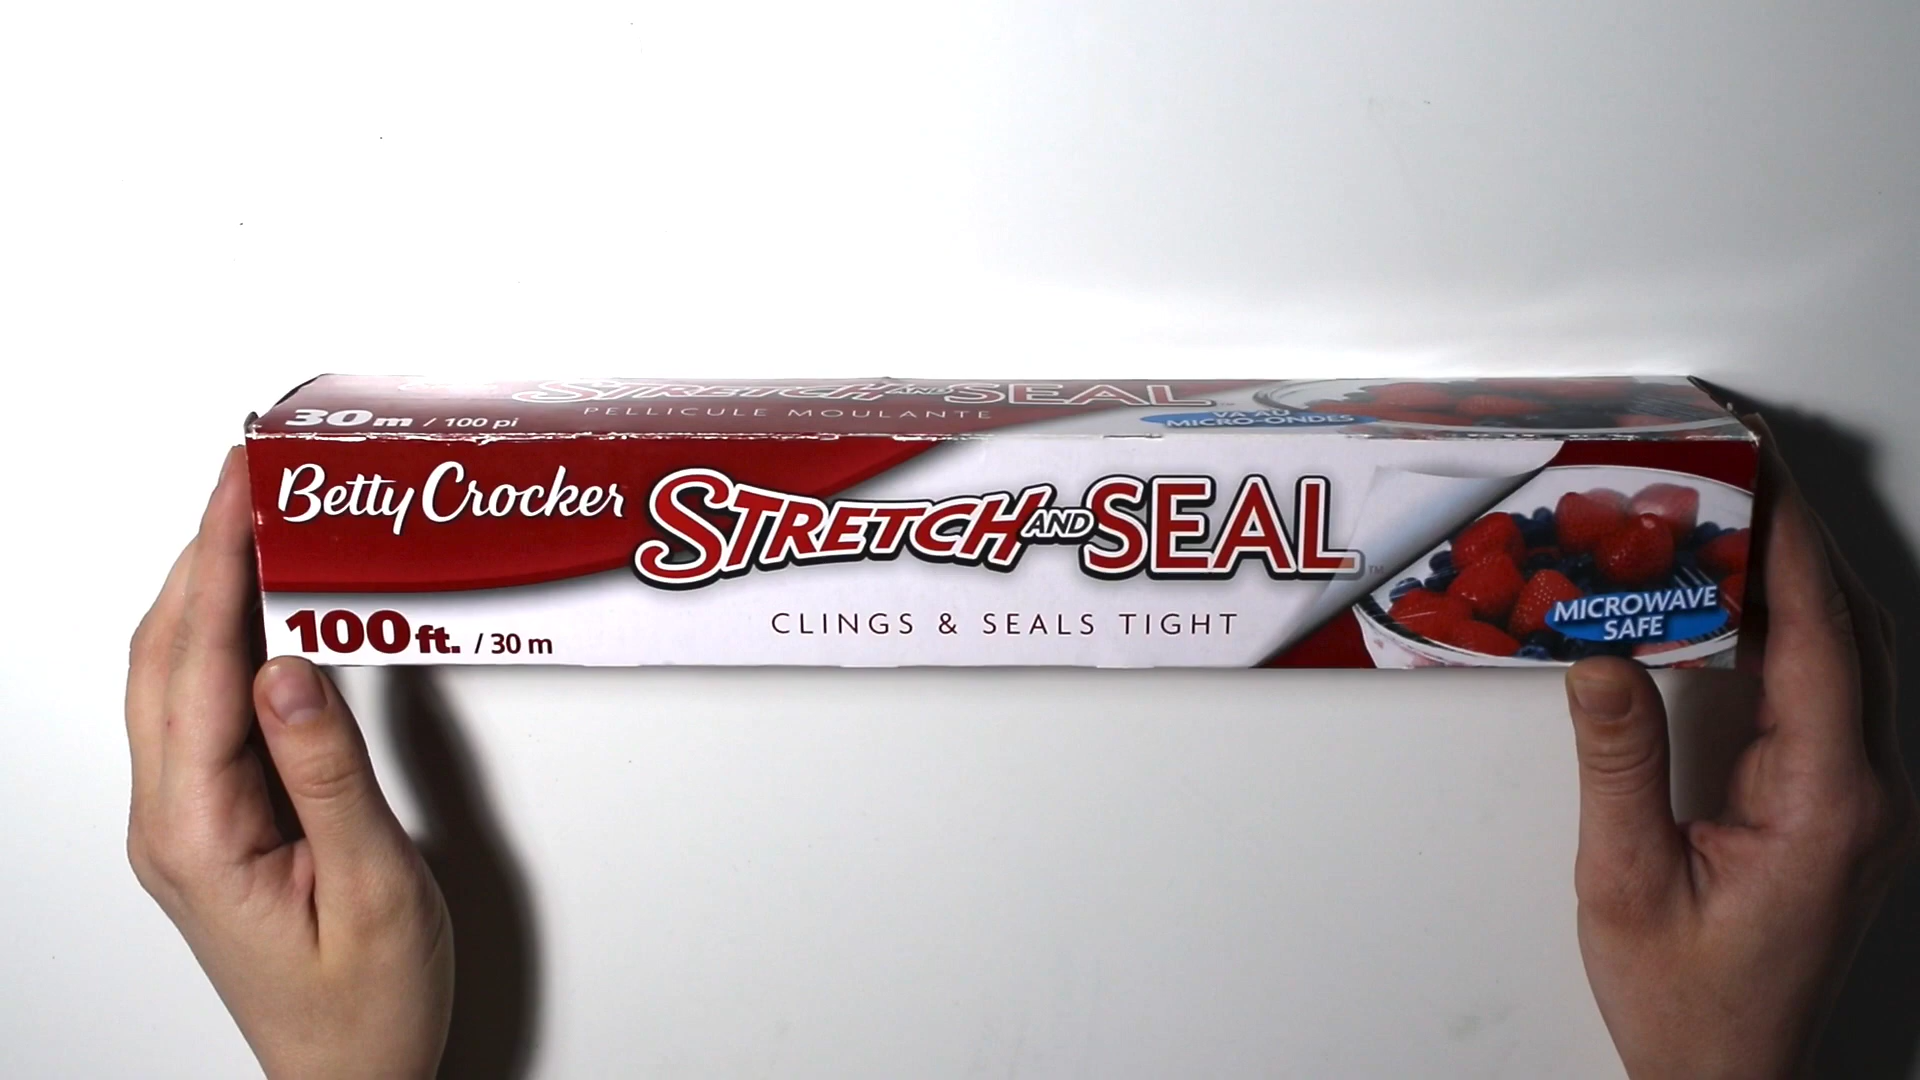 STRETCH AND SEAL
30m / 100 pi
PELLICULE MOULANTE
VA AU
MICRO-ONDES
Betty Crocker
STRETCH AND SEAL™
100 ft. / 30 m
CLINGS & SEALS TIGHT
MICROWAVE
SAFE